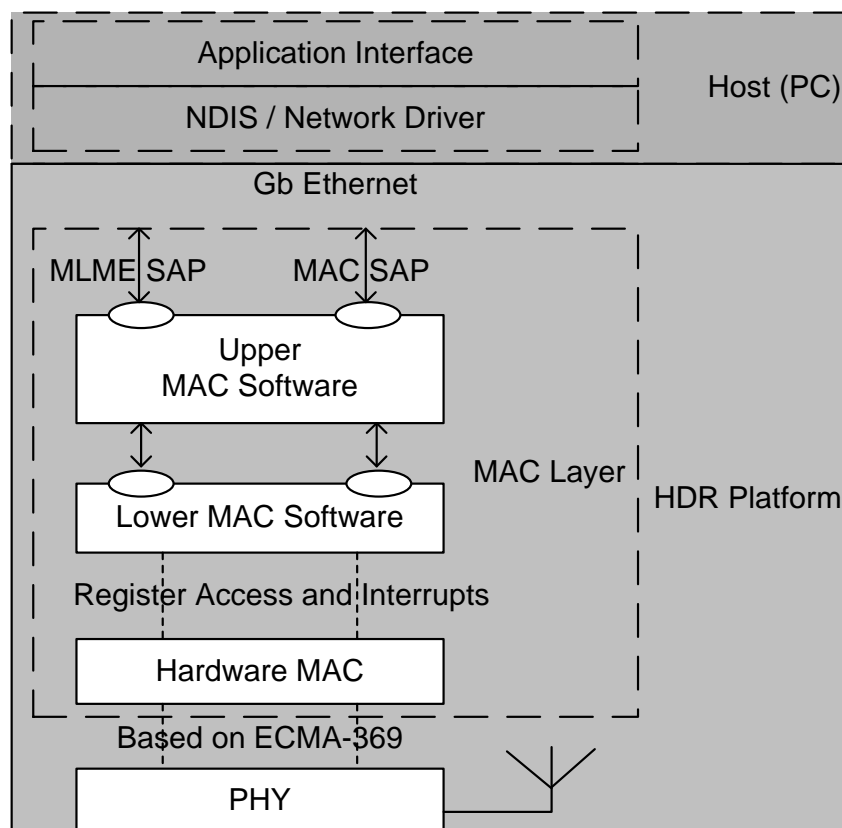 Application Interface
Host (PC)
NDIS / Network Driver
Gb Ethernet
MLME SAP
MAC SAP
Upper
MAC Software
MAC Layer
HDR Platform
Lower MAC Software
Register Access and Interrupts
Hardware MAC
Based on ECMA-369
PHY